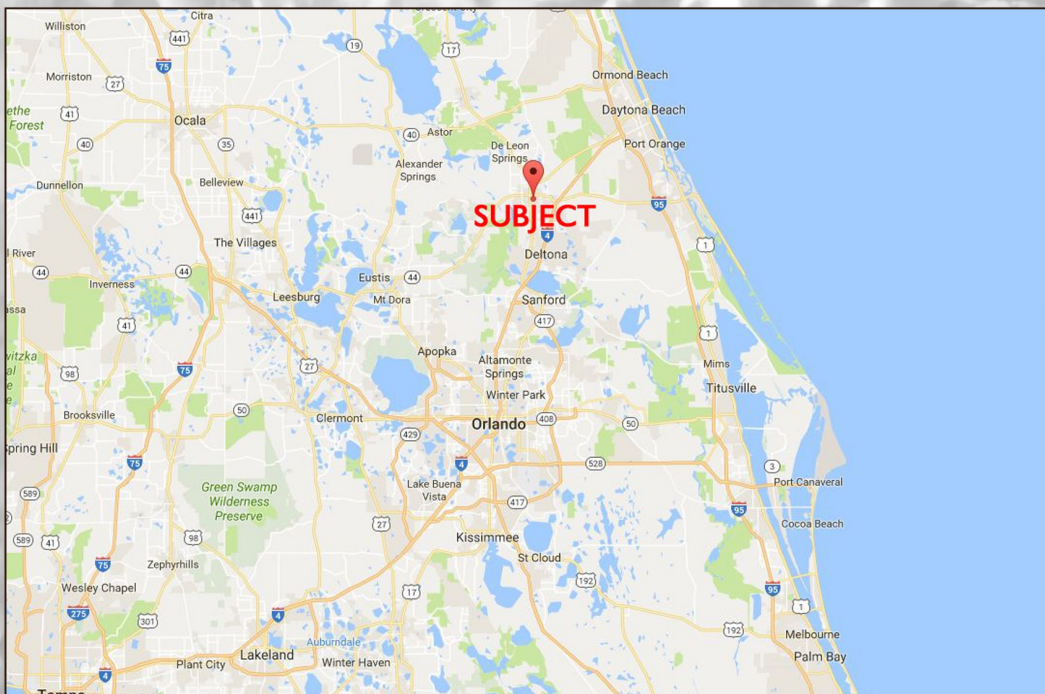 Citra
Williston
441
19
17
75
Ormond Beach
Morriston
27
Daytona Beach
41
Ocala
ethe
Forest
40
Astor
40
35
De Leon
Springs
Port Orange
Alexander
Springs
Dunnellon
Belleview
95
441
SUBJECT
4
The Villages
1
l River
Deltona
44
44
Eustis
44
Inverness
Leesburg
Mt Dora
Sanford
assa
41
417
1
witzka
al
e
e
98
75
27
Apopka
Altamonte
Springs
Mims
Titusville
Winter Park
Brooksville
50
Clermont
Orlando
408
50
429
Spring Hill
75
4
528
3
589
Lake Buena
Vista
Port Canaveral
Green Swamp
Wilderness
Preserve
417
95
27
Cocoa Beach
589
41
98
Kissimmee
St Cloud
75
Zephyrhills
192
Wesley Chapel
17
95
275
301
4
1
192
Melbourne
Auburndale
Lakeland
Palm Bay
Plant City
Winter Haven
4